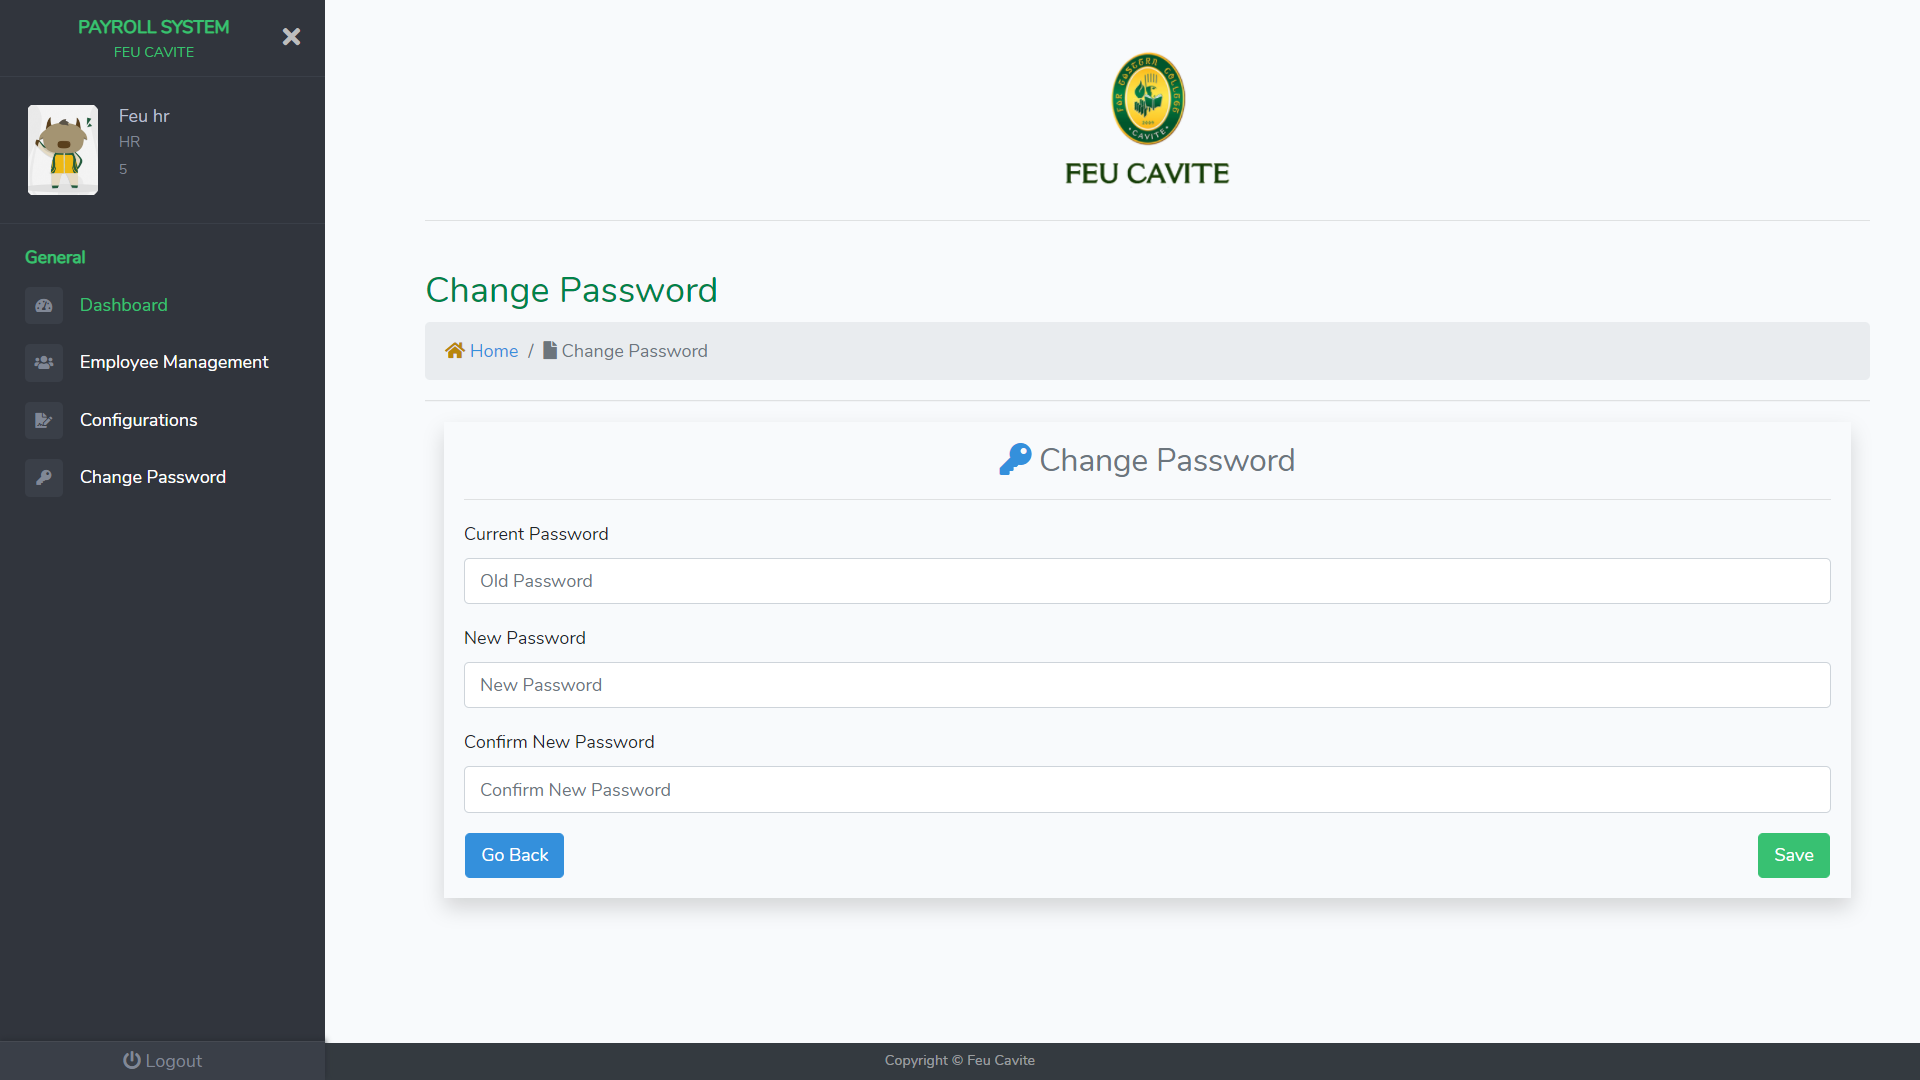 PAYROLL SYSTEM
FEU CAVITE
Feu hr
HR
5
General
Dashboard
Employee Management
Configurations
Change Password
Logout
FEU CAVITE
Change Password
Home / Change Password
Change Password
Current Password
Old Password
New Password
New Password
Confirm New Password
Confirm New Password
Go Back
Save
Copyright © Feu Cavite